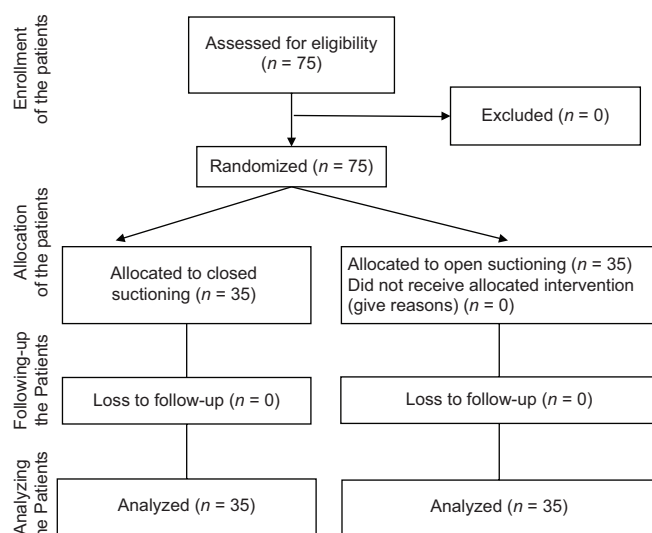 Enrollment
of the patients
Assessed for eligibility
(n = 75)
Excluded (n = 0)
Randomized (n = 75)
Allocation
of the patients
Allocated to closed
suctioning (n = 35)
Allocated to open suctioning (n = 35)
Did not receive allocated intervention
(give reasons) (n = 0)
Following-up
the Patients
Loss to follow-up (n = 0)
Loss to follow-up (n = 0)
Analyzing
he Patients
Analyzed (n = 35)
Analyzed (n = 35)